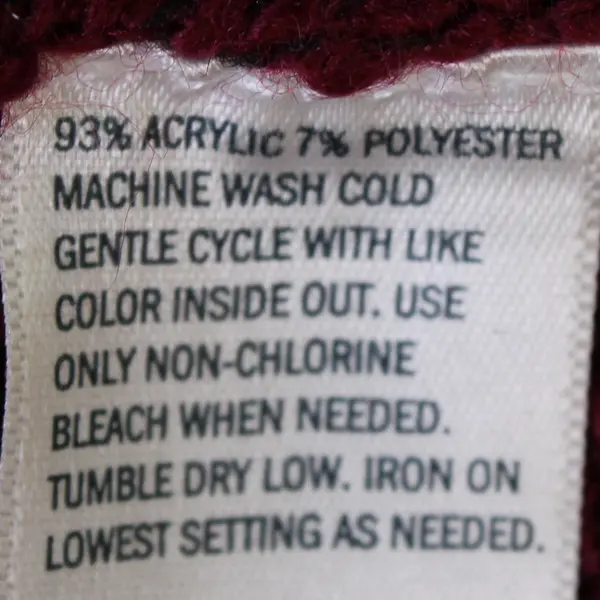 93% ACRYLIC 7% POLYESTER
MACHINE WASH COLD
GENTLE CYCLE WITH LIKE
COLOR INSIDE OUT. USE
ONLY NON-CHLORINE
BLEACH WHEN NEEDED.
TUMBLE DRY LOW. IRON ON
LOWEST SETTING AS NEEDED.